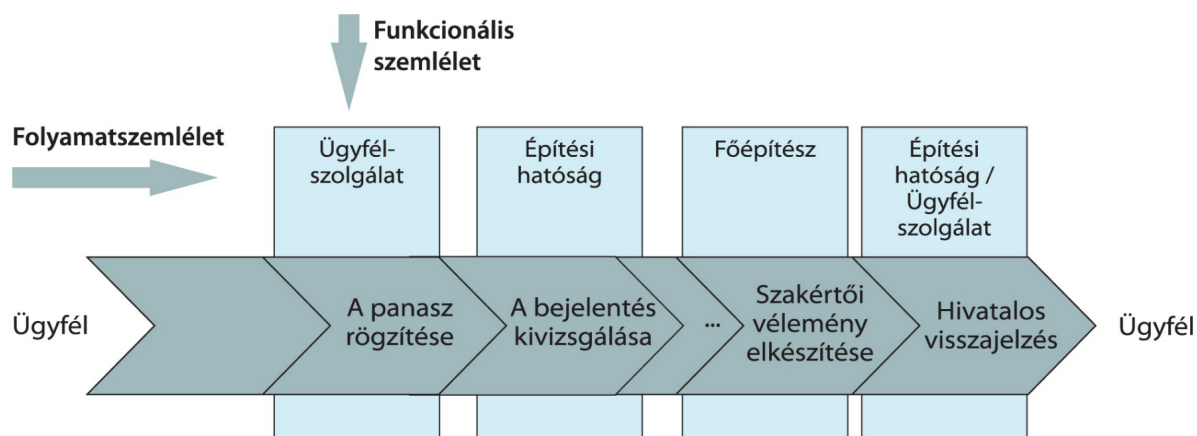 Funkcionális
szemlélet
Folyamatszemlélet
Ügyfél-
szolgálat
Építési
hatóság
Főépítész
Építési
hatóság /
Ügyfél-
szolgálat
Ügyfél
A panasz
rögzítése
A bejelentés
kivizsgálása
...
Szakértői
vélemény
elkészítése
Hivatalos
visszajelzés
Ügyfél